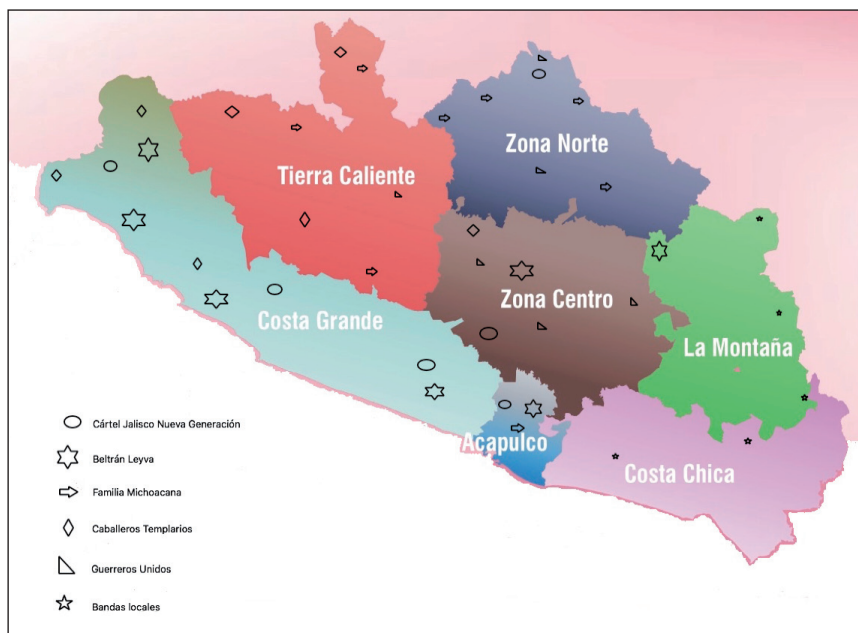 Zona Norte
Tierra Caliente
Zona Centro
Costa Grande
La Montaña
Acapulco
Costa Chica
Cártel Jalisco Nueva Generación
Beltrán Leyva
Familia Michoacana
Caballeros Templarios
Guerreros Unidos
Bandas locales